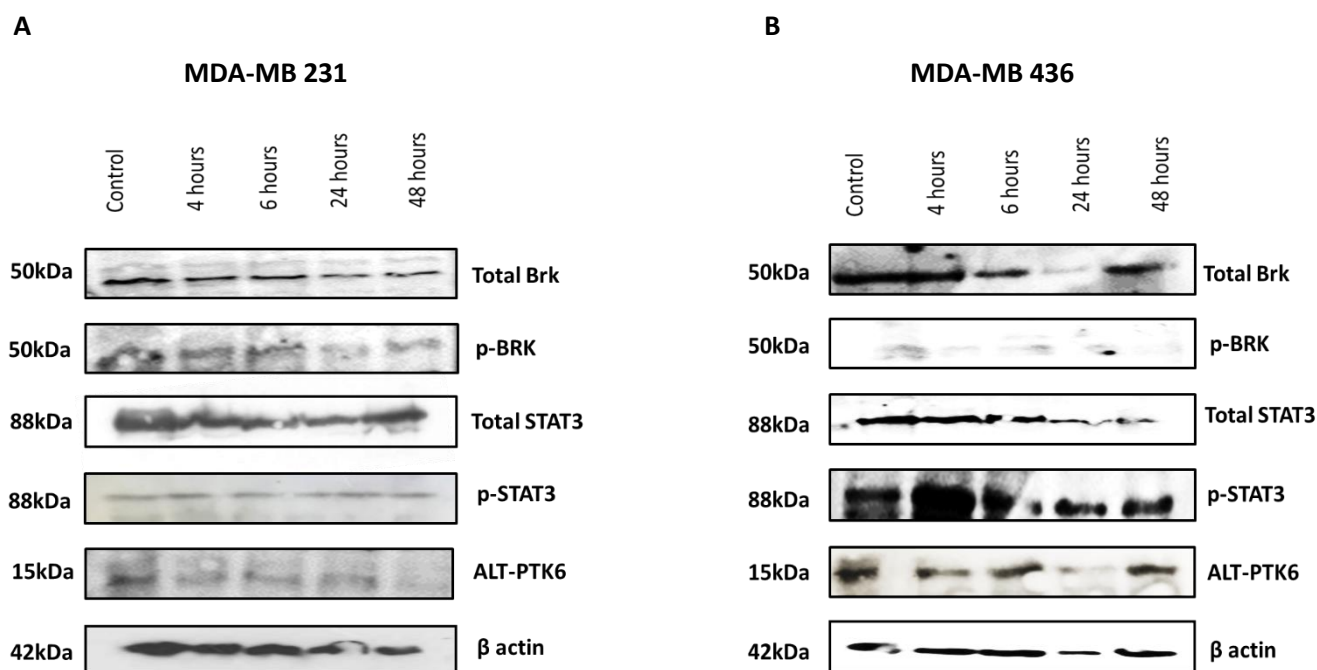 A
MDA-MB 231
Control
4 hours
6 hours
24 hours
48 hours
50kDa Total Brk
50kDa p-BRK
88kDa Total STAT3
88kDa p-STAT3
15kDa ALT-PTK6
42kDa β actin
B
MDA-MB 436
Control
4 hours
6 hours
24 hours
48 hours
50kDa Total Brk
50kDa p-BRK
88kDa Total STAT3
88kDa p-STAT3
15kDa ALT-PTK6
42kDa β actin